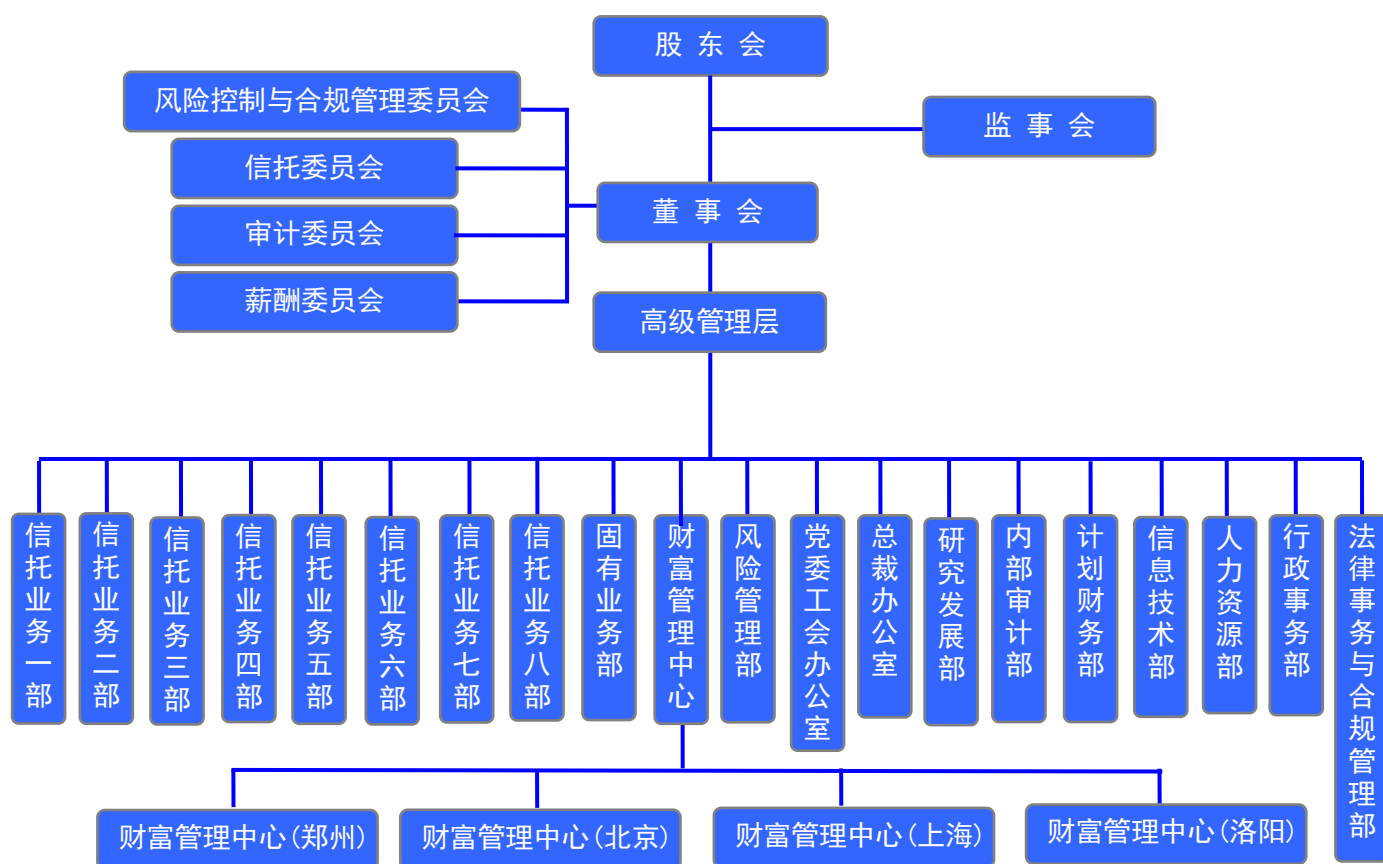 股 东 会
风险控制与合规管理委员会
监 事 会
信托委员会
董 事 会
审计委员会
薪酬委员会
高级管理层
信托业务一部
信托业务二部
信托业务三部
信托业务四部
信托业务五部
信托业务六部
信托业务七部
信托业务八部
固有业务部
财富管理中心
风险管理部
党委工会办公室
总裁办公室
研究发展部
内部审计部
计划财务部
信息技术部
人力资源部
行政事务部
法律事务与合规管理部
财富管理中心(郑州)
财富管理中心(北京)
财富管理中心(上海)
财富管理中心(洛阳)